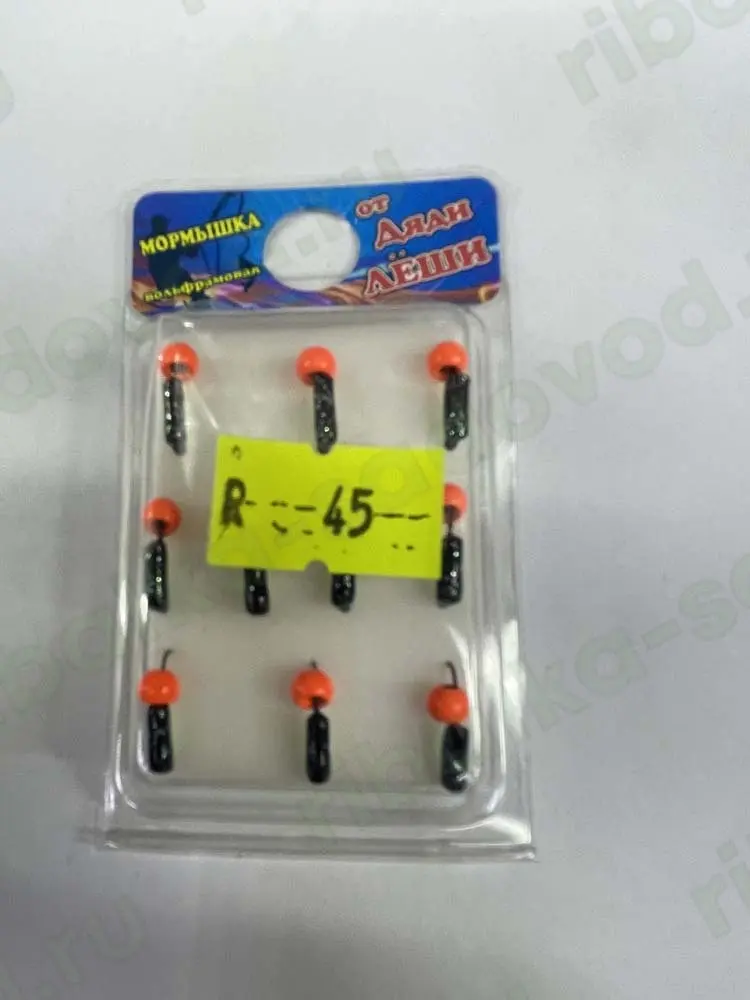 МОРМЫШКА
вольфрамовая
от
Дяди
ЛЁШИ
R---45--